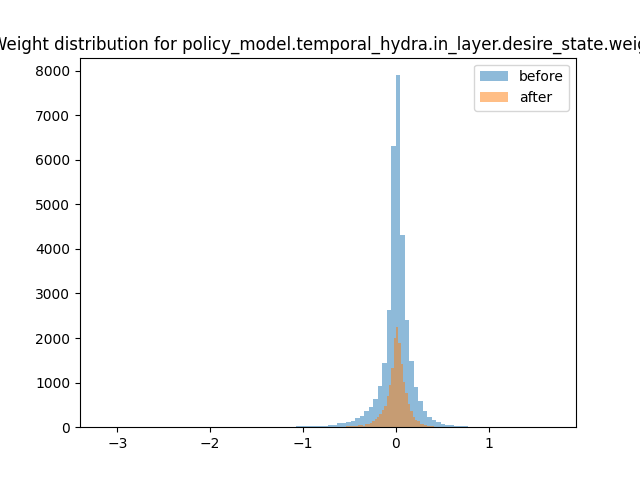 Weight distribution for policy_model.temporal_hydra.in_layer.desire_state.weig
before
after
8000
7000
6000
5000
4000
3000
2000
1000
0
−3 −2 −1 0 1